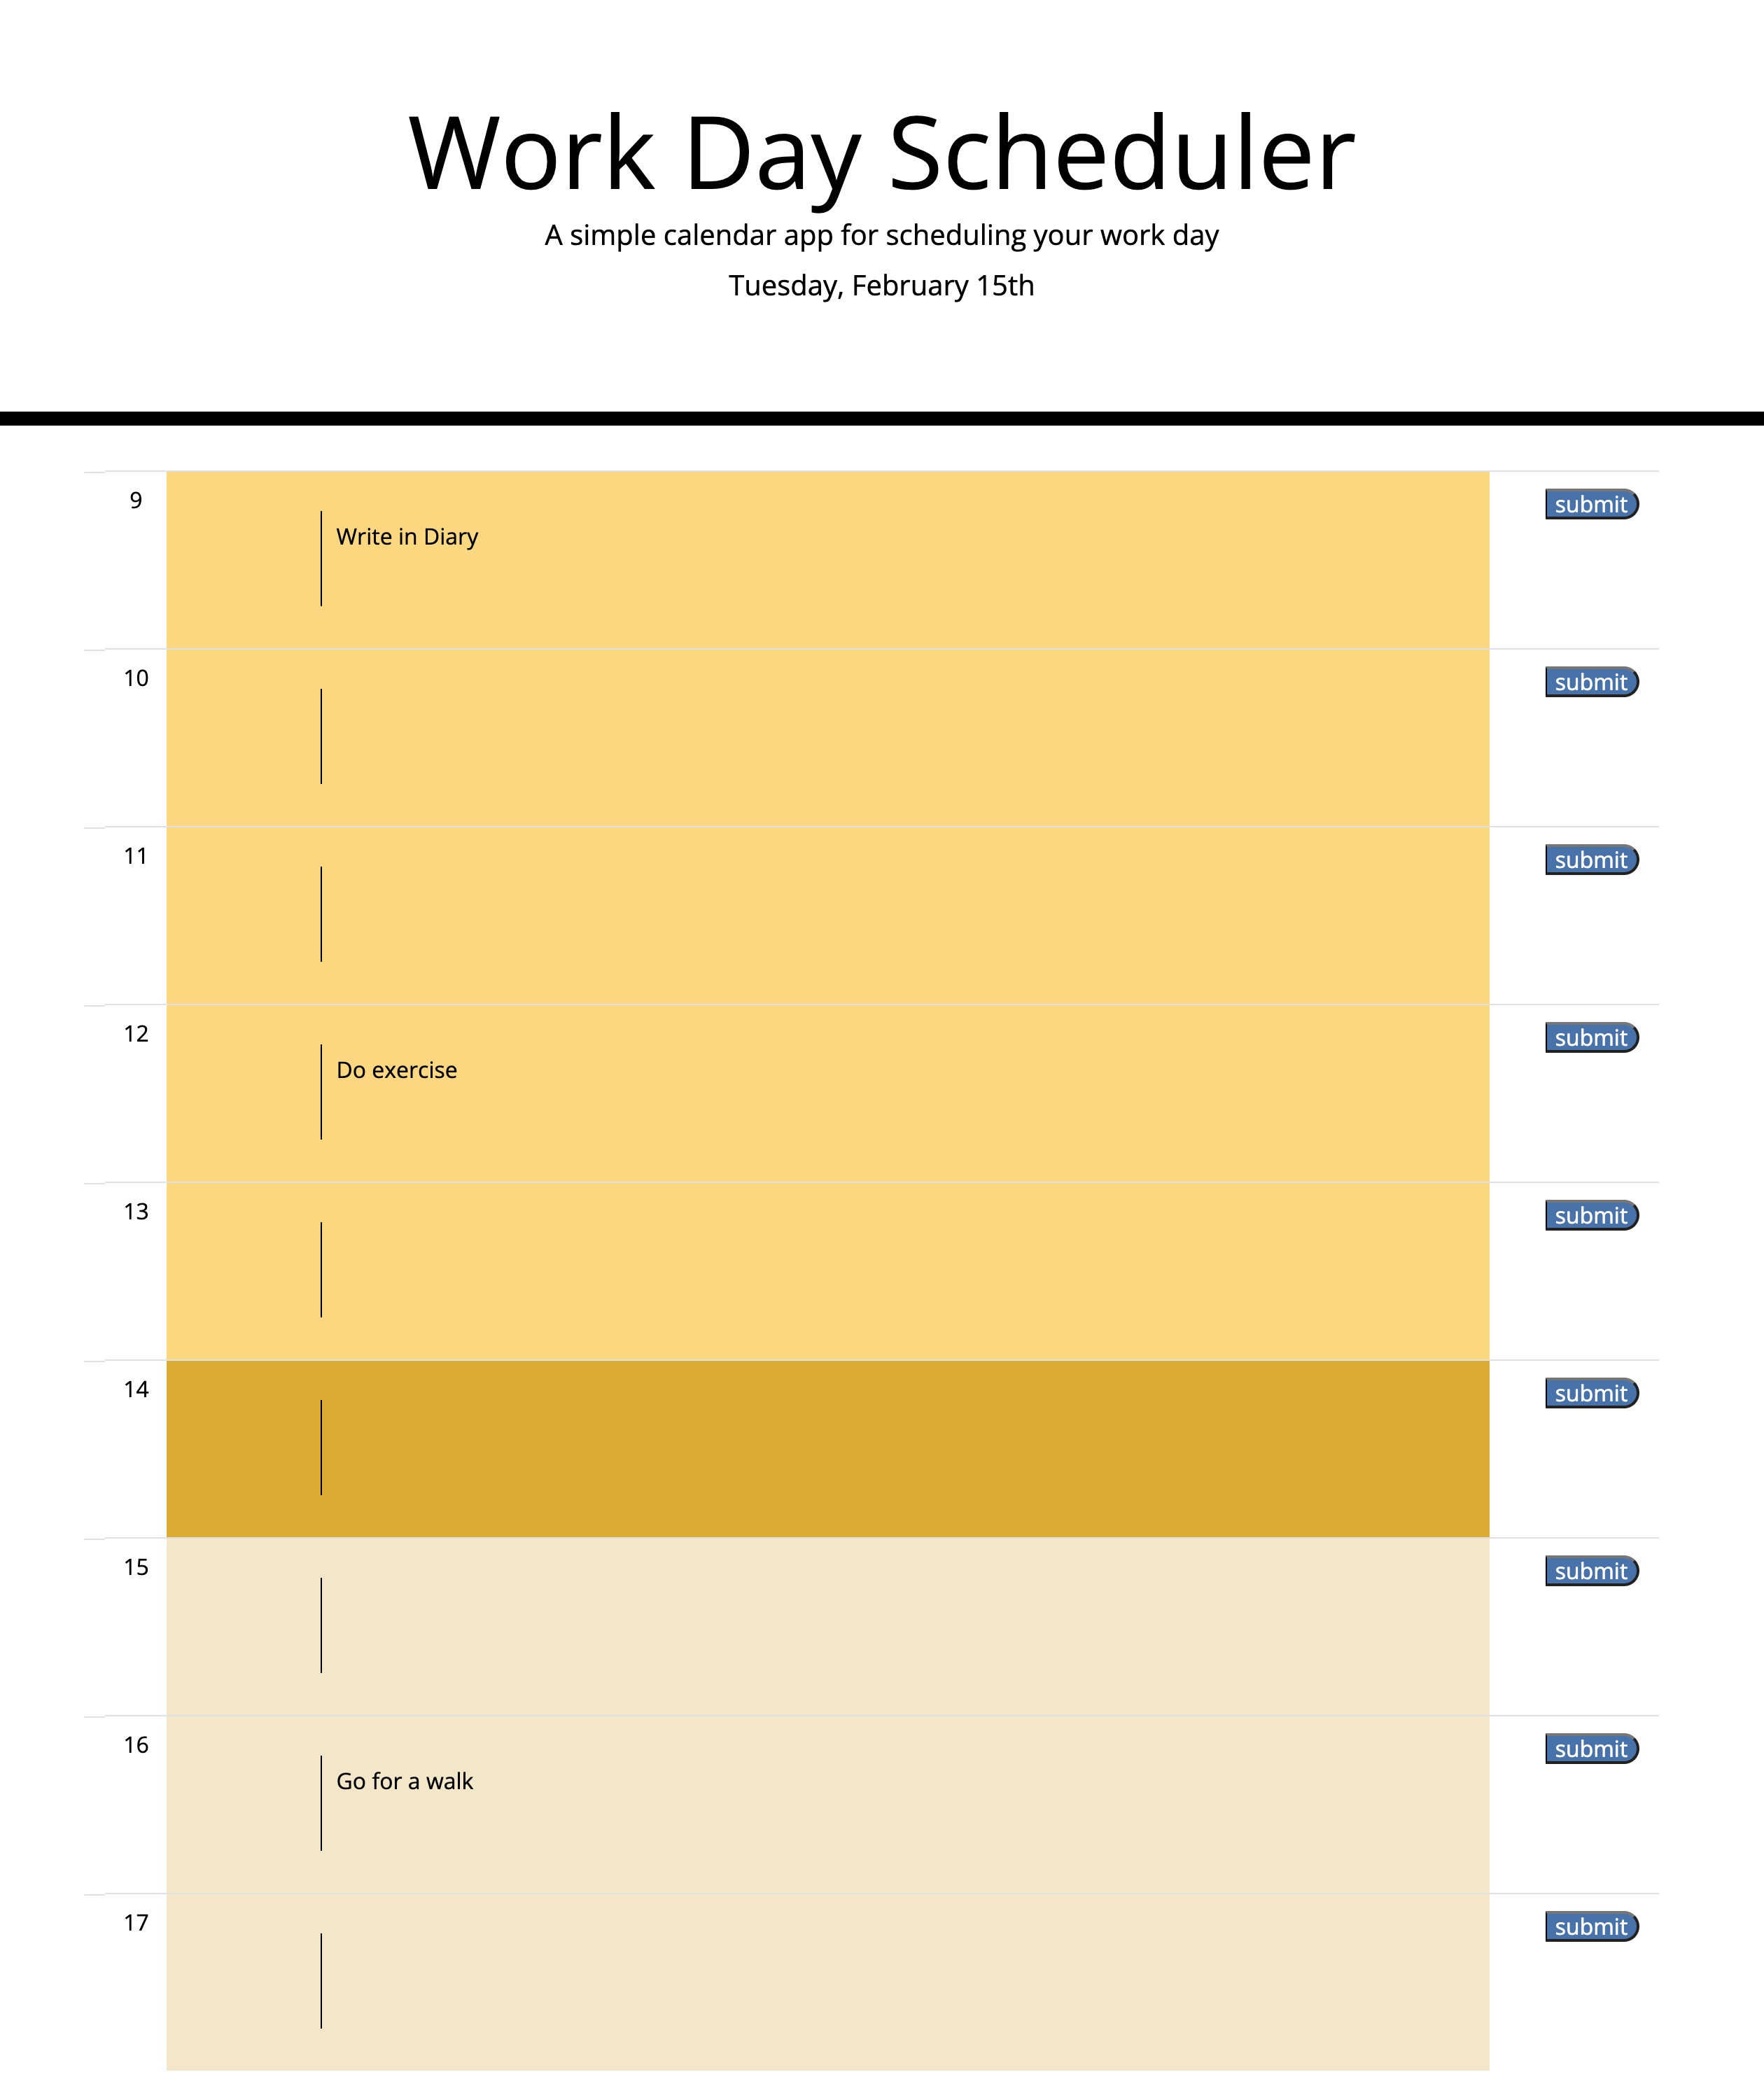 Work Day Scheduler
A simple calendar app for scheduling your work day
Tuesday, February 15th
9
Write in Diary
submit
10
submit
11
submit
12
Do exercise
submit
13
submit
14
submit
15
submit
16
Go for a walk
submit
17
submit